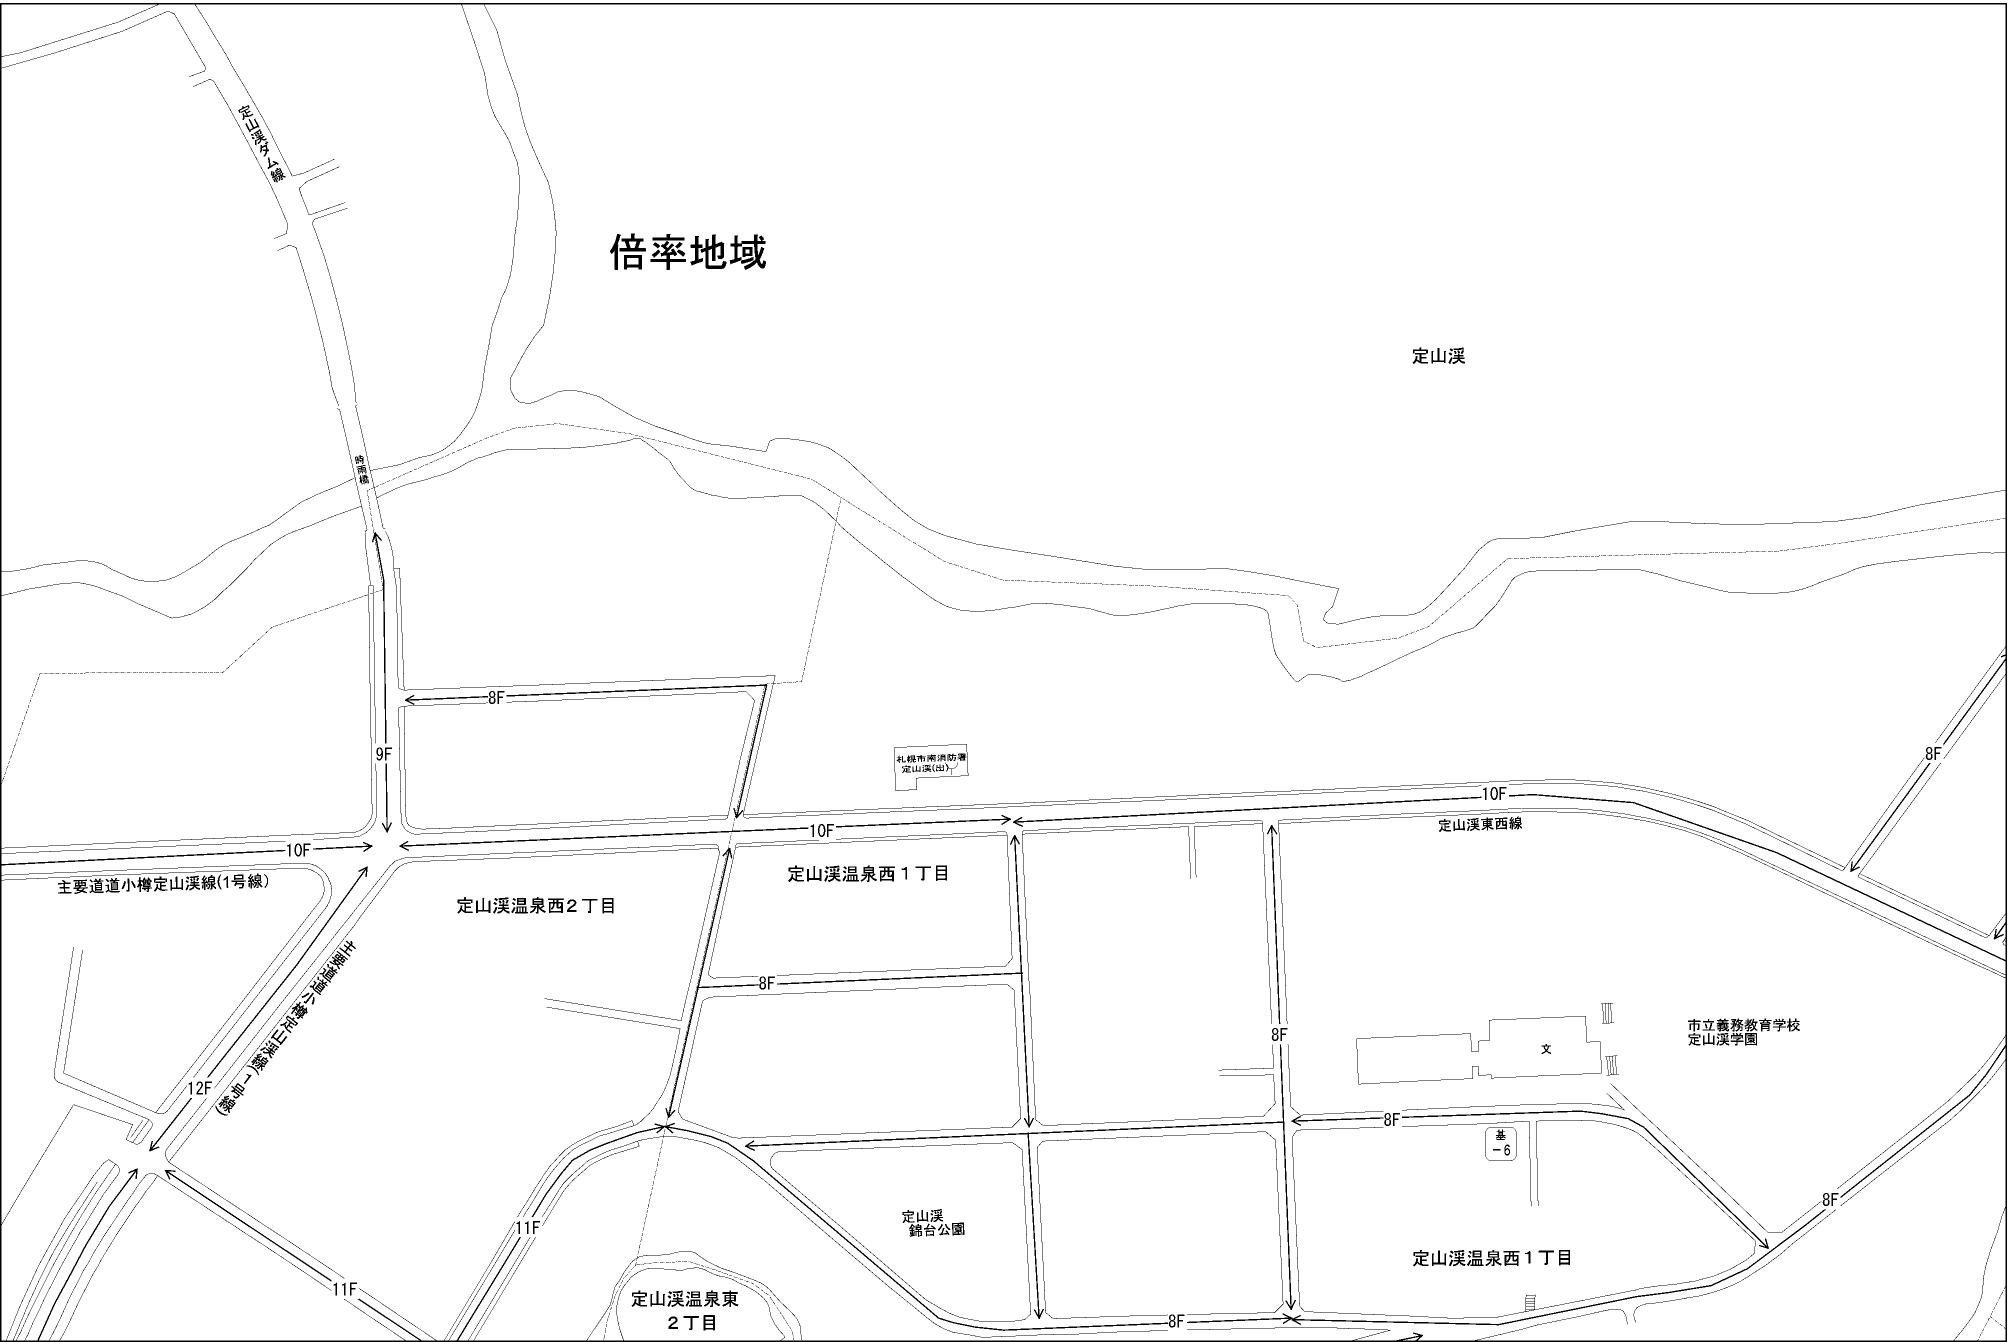 定山渓ダム線
倍率地域
定山渓
時雨橋
8F
9F
8F
札幌市南消防署
定山渓(出)
10F
10F
10F
定山渓東西線
主要道道小樽定山渓線(1号線)
定山渓温泉西1丁目
定山渓温泉西2丁目
主要道道小樽定山渓線(1号線)
8F
8F
市立義務教育学校
定山渓学園
文
12F
8F
基
-6
8F
11F
定山渓
錦台公園
定山渓温泉西1丁目
11F
定山渓温泉東
2丁目
8F